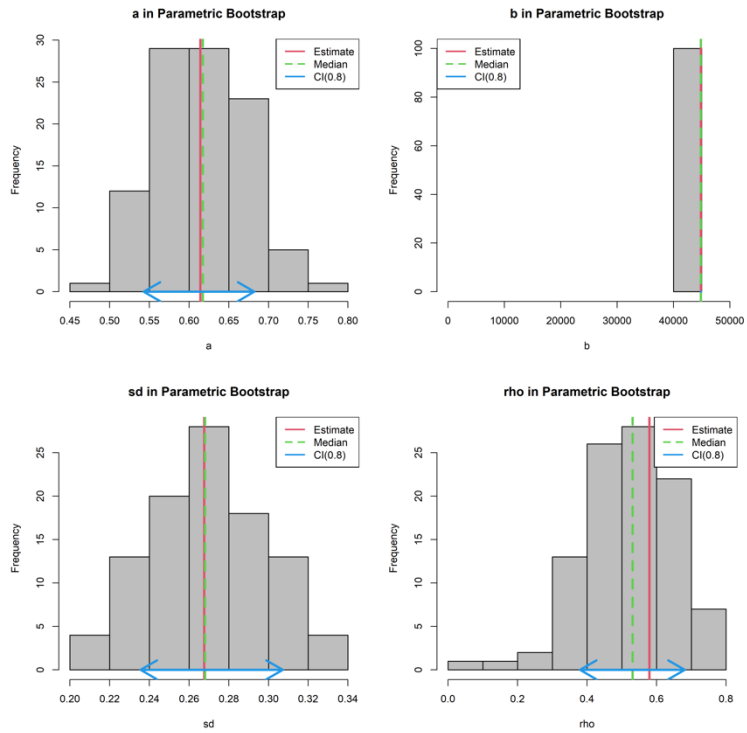 a in Parametric Bootstrap
Estimate
Median
CI(0.8)
Frequency
30
25
20
15
10
5
0
0.45 0.50 0.55 0.60 0.65 0.70 0.75 0.80
a
b in Parametric Bootstrap
Estimate
Median
CI(0.8)
Frequency
100
80
60
40
20
0
0 10000 20000 30000 40000 50000
b
sd in Parametric Bootstrap
Estimate
Median
CI(0.8)
Frequency
25
20
15
10
5
0
0.20 0.22 0.24 0.26 0.28 0.30 0.32 0.34
sd
rho in Parametric Bootstrap
Estimate
Median
CI(0.8)
Frequency
25
20
15
10
5
0
0.0 0.2 0.4 0.6 0.8
rho